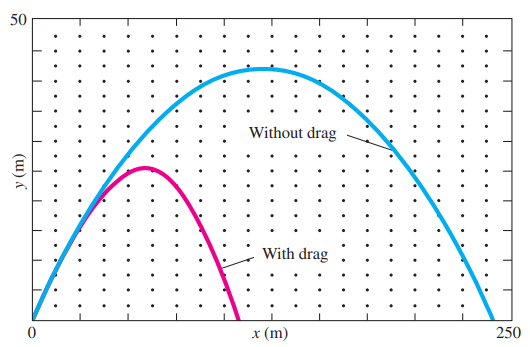 50
y (m)
Without drag
With drag
0
x (m)
250